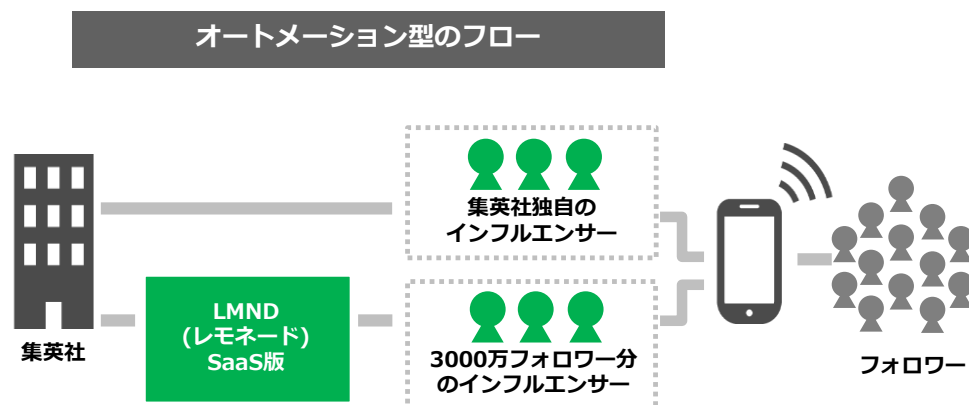 オートメーション型のフロー
集英社独自の
インフルエンサー
LMND
(レモネード)
SaaS版
集英社
3000万フォロワー分
のインフルエンサー
フォロワー